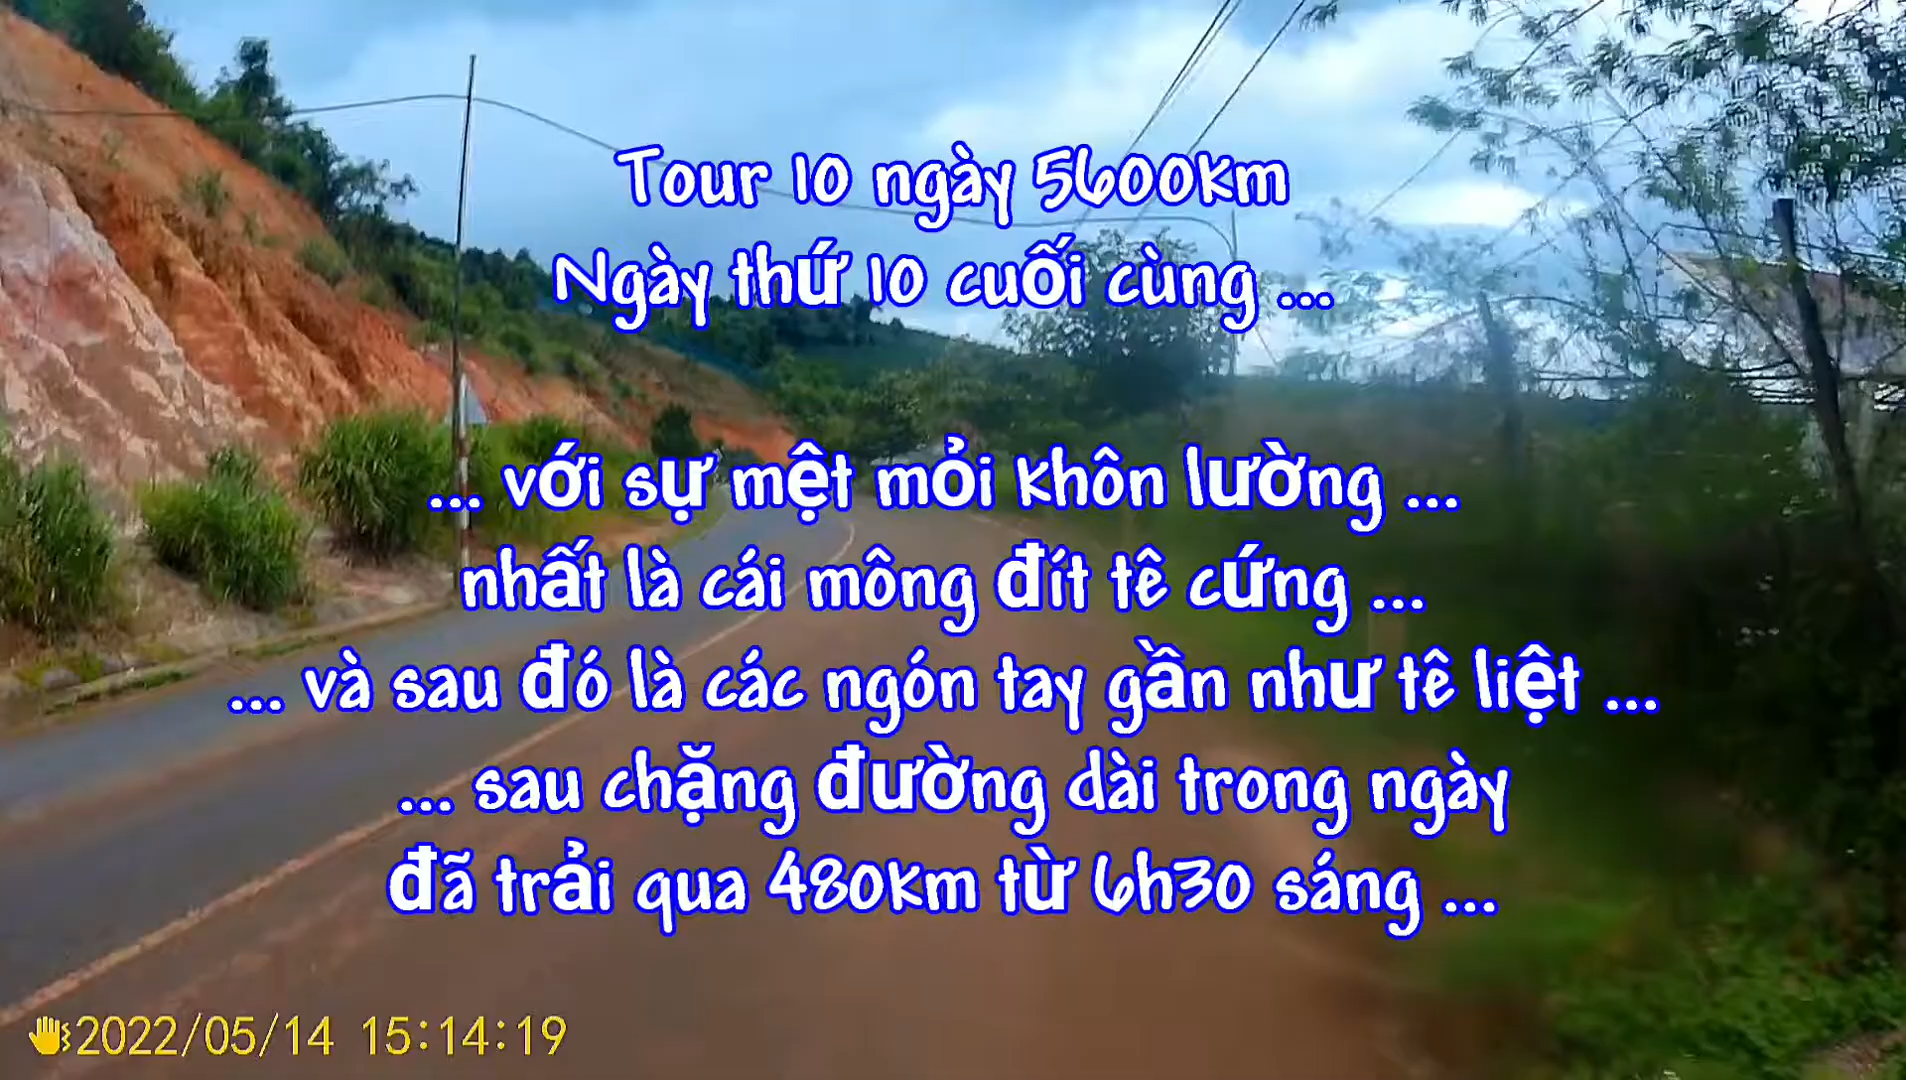 Tour 10 ngày 5600km
Ngày thứ 10 cuối cùng ...
... với sự mệt mỏi khôn lường ...
nhất là cái mông đít tê cứng ...
... và sau đó là các ngón tay gần như tê liệt ...
... sau chặng đường dài trong ngày
đã trải qua 480km từ 6h30 sáng ...
2022/05/14 15:14:19